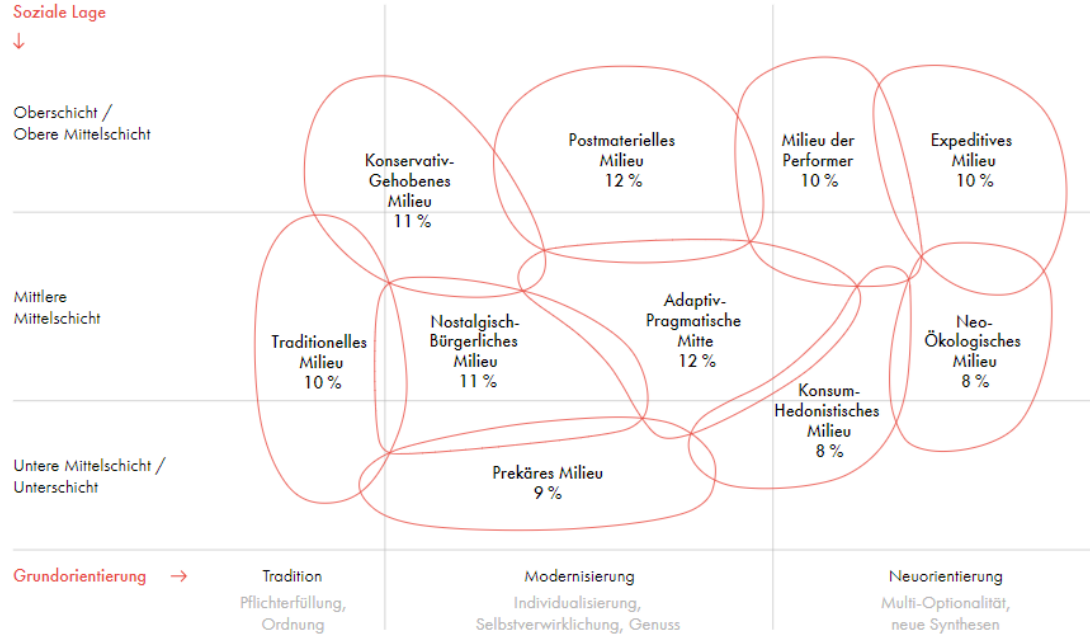 Soziale Lage
↓
Oberschicht /
Obere Mittelschicht
Konservativ-
Gehobenes
Milieu
11 %
Postmaterielles
Milieu
12 %
Milieu der
Performer
10 %
Expeditives
Milieu
10 %
Mittlere
Mittelschicht
Traditionelles
Milieu
10 %
Nostalgisch-
Bürgerliches
Milieu
11 %
Adaptiv-
Pragmatische
Mitte
12 %
Neo-
Ökologisches
Milieu
8 %
Konsum-
Hedonistisches
Milieu
8 %
Untere Mittelschicht /
Unterschicht
Prekäres Milieu
9 %
Grundorientierung →
Tradition
Pflichterfüllung,
Ordnung
Modernisierung
Individualisierung,
Selbstverwirklichung, Genuss
Neuorientierung
Multi-Optionalität,
neue Synthesen